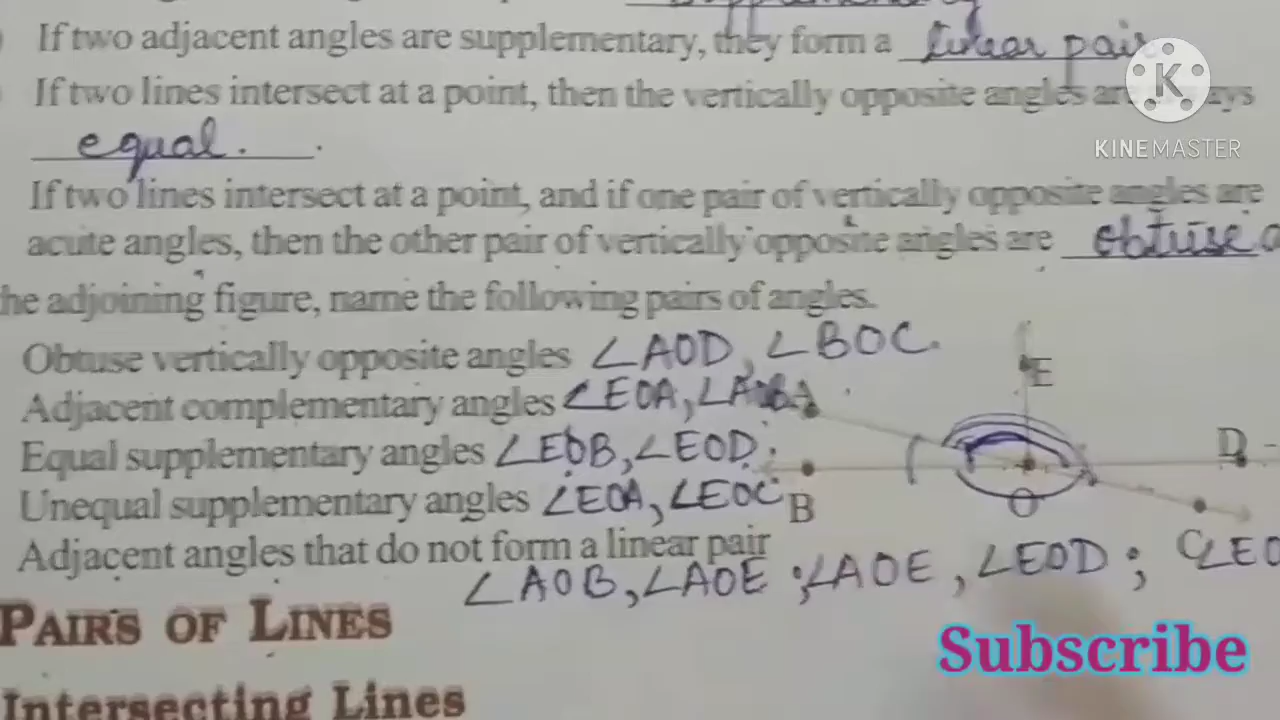 If two adjacent angles are supplementary, they form a linear pair
If two lines intersect at a point, then the vertically opposite angles are
equal.
If two lines intersect at a point, and if one pair of vertically opposite angles are
acute angles, then the other pair of vertically opposite angles are obtuse
he adjoining figure, name the following pairs of angles.
Obtuse vertically opposite angles ∠AOD, ∠BOC.
Adjacent complementary angles ∠EOA,
Equal supplementary angles ∠EOB, ∠EOD.
Unequal supplementary angles ∠EOA, ∠EOC
Adjacent angles that do not form a linear pair
∠AOB, ∠AOE ; ∠AOE, ∠EOD ; ∠EO
E
A
D
B
O
C
PAIRS OF LINES
Intersecting Lines
K
KINEMASTER
Subscribe